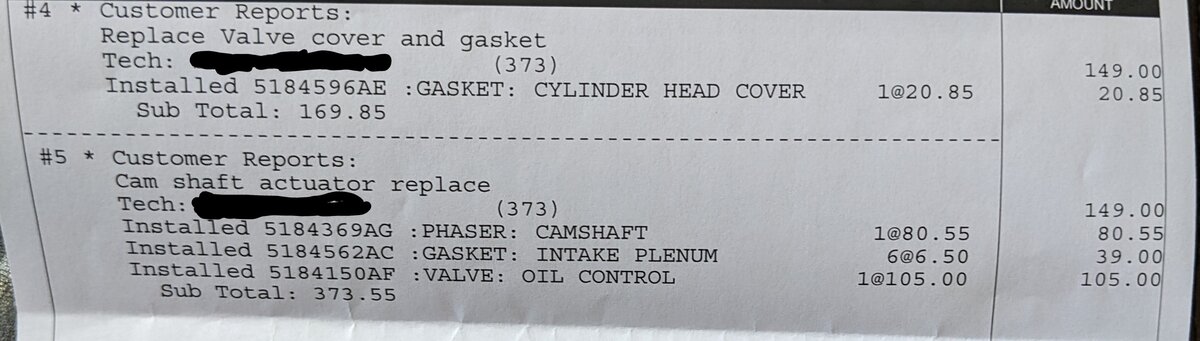 AMOUNT
#4 * Customer Reports:
Replace Valve cover and gasket
Tech: (373) 149.00
Installed 5184596AE :GASKET: CYLINDER HEAD COVER 1@20.85 20.85
Sub Total: 169.85
#5 * Customer Reports:
Cam shaft actuator replace
Tech: (373) 149.00
Installed 5184369AG :PHASER: CAMSHAFT 1@80.55 80.55
Installed 5184562AC :GASKET: INTAKE PLENUM 6@6.50 39.00
Installed 5184150AF :VALVE: OIL CONTROL 1@105.00 105.00
Sub Total: 373.55